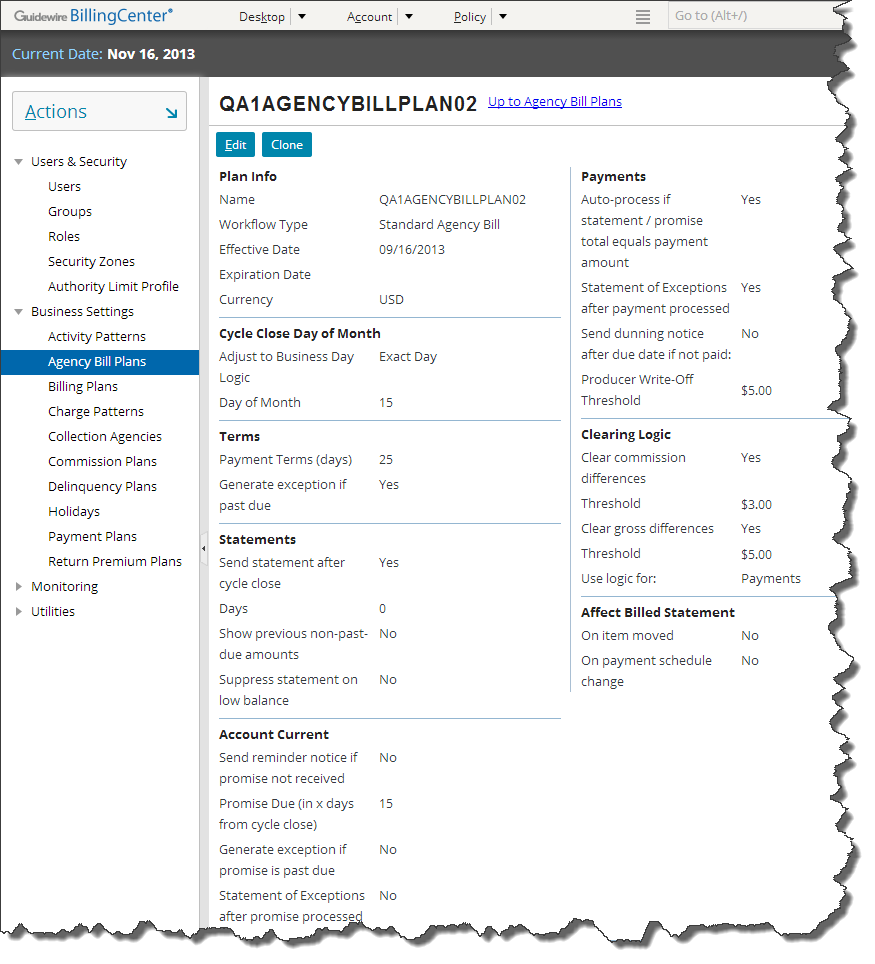 Guidewire BillingCenter®
Desktop
Account
Policy
Go to (Alt+/)
Current Date: Nov 16, 2013
Actions
Users & Security
Users
Groups
Roles
Security Zones
Authority Limit Profile
Business Settings
Activity Patterns
Agency Bill Plans
Billing Plans
Charge Patterns
Collection Agencies
Commission Plans
Delinquency Plans
Holidays
Payment Plans
Return Premium Plans
Monitoring
Utilities
QA1AGENCYBILLPLAN02 Up to Agency Bill Plans
Edit Clone
Plan Info
Name QA1AGENCYBILLPLAN02
Workflow Type Standard Agency Bill
Effective Date 09/16/2013
Expiration Date
Currency USD
Cycle Close Day of Month
Adjust to Business Day Exact Day
Logic
Day of Month 15
Terms
Payment Terms (days) 25
Generate exception if Yes
past due
Statements
Send statement after Yes
cycle close
Days 0
Show previous non-past- No
due amounts
Suppress statement on No
low balance
Account Current
Send reminder notice if No
promise not received
Promise Due (in x days 15
from cycle close)
Generate exception if No
promise is past due
Statement of Exceptions No
after promise processed
Payments
Auto-process if Yes
statement / promise
total equals payment
amount
Statement of Exceptions Yes
after payment processed
Send dunning notice No
after due date if not paid:
Producer Write-Off
Threshold $5.00
Clearing Logic
Clear commission Yes
differences
Threshold $3.00
Clear gross differences Yes
Threshold $5.00
Use logic for: Payments
Affect Billed Statement
On item moved No
On payment schedule No
change